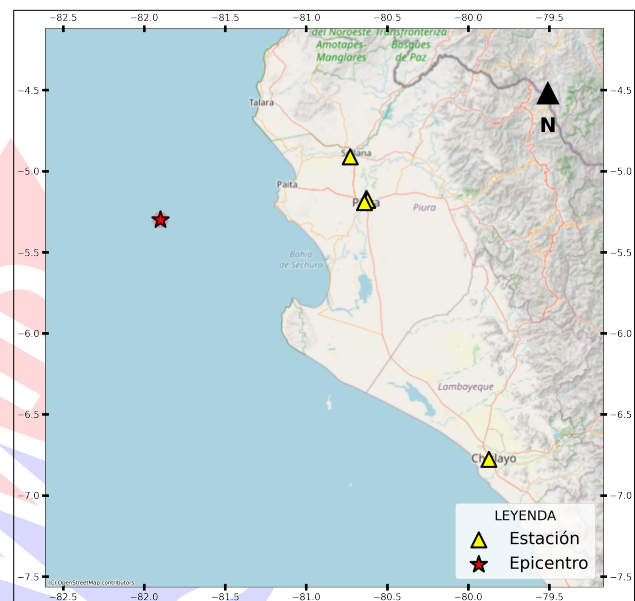 −82.5 −82.0 −81.5 −81.0 −80.5 −80.0 −79.5
del Noroeste Transfronteriza
Amotapes- Bosques
Manglares de Paz
−4.5 −4.5
Talara
N
−5.0 −5.0
Paita
Piura
−5.5 −5.5
Bahía
de Sechura
−6.0 −6.0
Lambayeque
−6.5 −6.5
−7.0 −7.0
LEYENDA
Estación
Epicentro
−7.5 −7.5
(C) OpenStreetMap contributors
−82.5 −82.0 −81.5 −81.0 −80.5 −80.0 −79.5